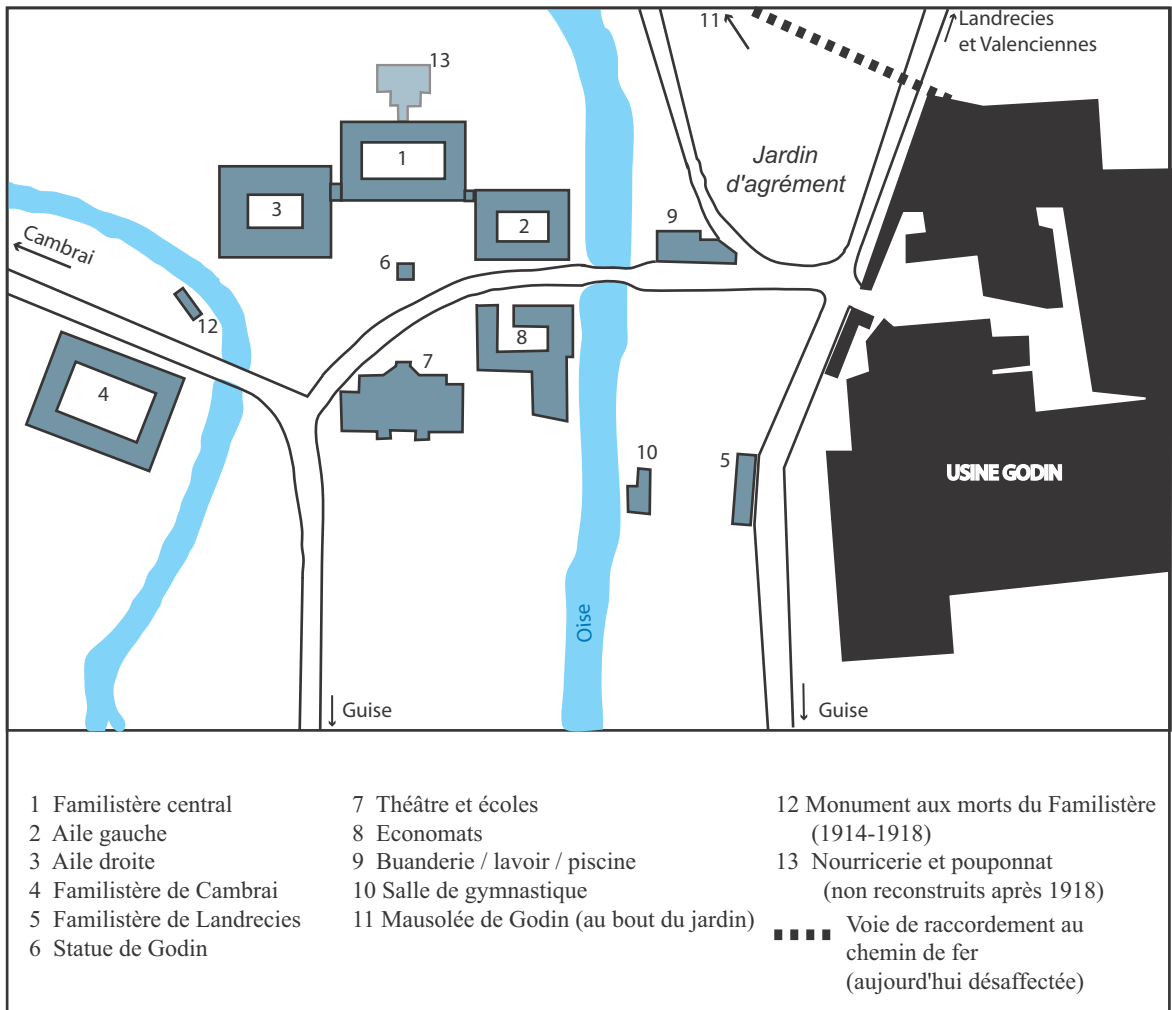 11
Landrecies
et Valenciennes
13
1
Jardin
d'agrément
3
2
9
Cambrai
6
12
8
7
4
10
5
USINE GODIN
Oise
Guise
Guise
1 Familistère central
2 Aile gauche
3 Aile droite
4 Familistère de Cambrai
5 Familistère de Landrecies
6 Statue de Godin
7 Théâtre et écoles
8 Economats
9 Buanderie / lavoir / piscine
10 Salle de gymnastique
11 Mausolée de Godin (au bout du jardin)
12 Monument aux morts du Familistère
(1914-1918)
13 Nourricerie et pouponnat
(non reconstruits après 1918)
Voie de raccordement au
chemin de fer
(aujourd'hui désaffectée)